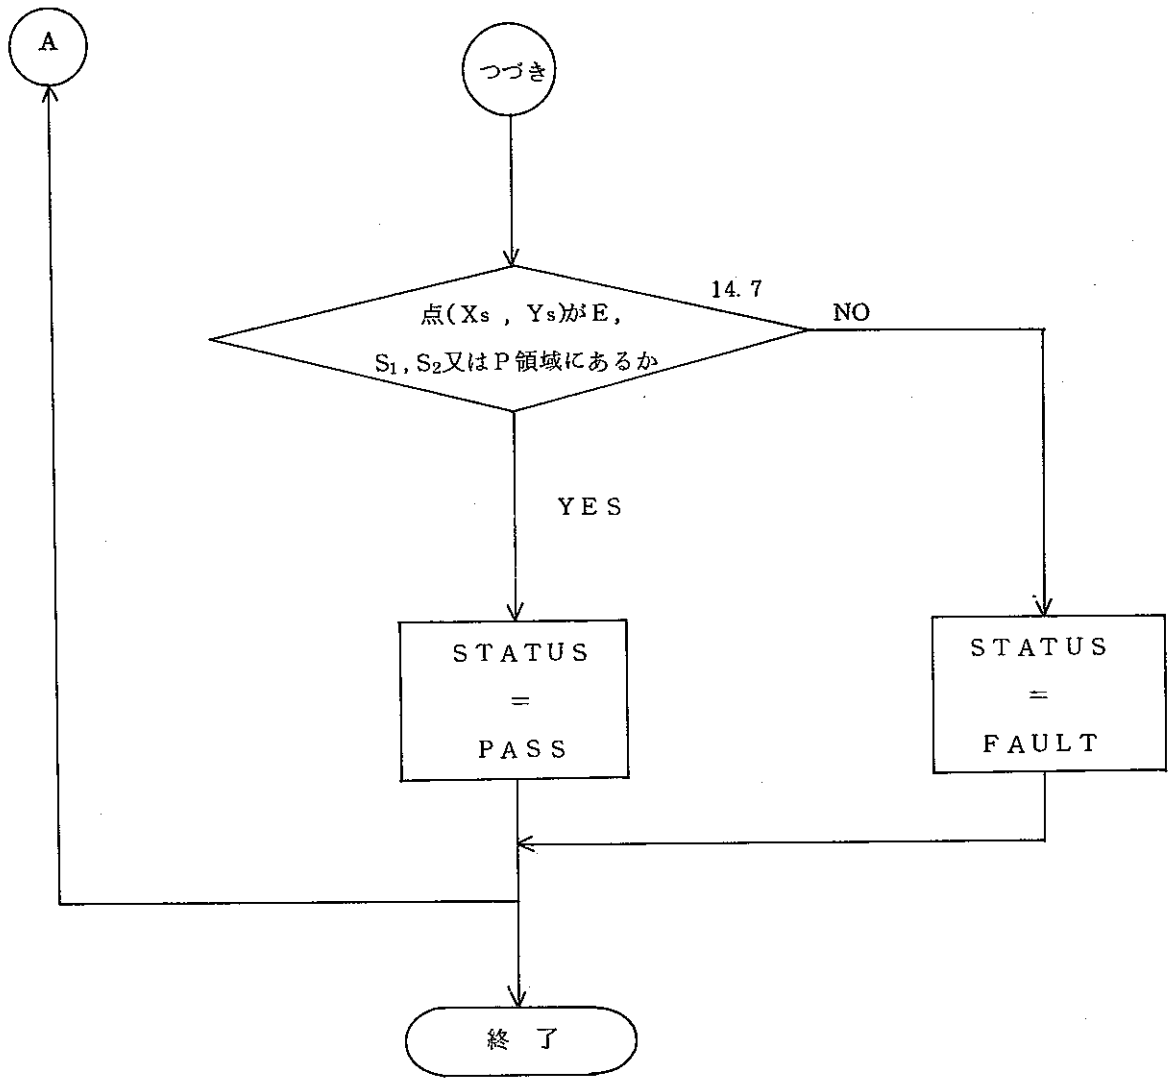 A
つづき
14.7
点(Xs , Ys)がE,
S₁, S₂又はP領域にあるか
NO
YES
STATUS
=
PASS
STATUS
=
FAULT
終 了